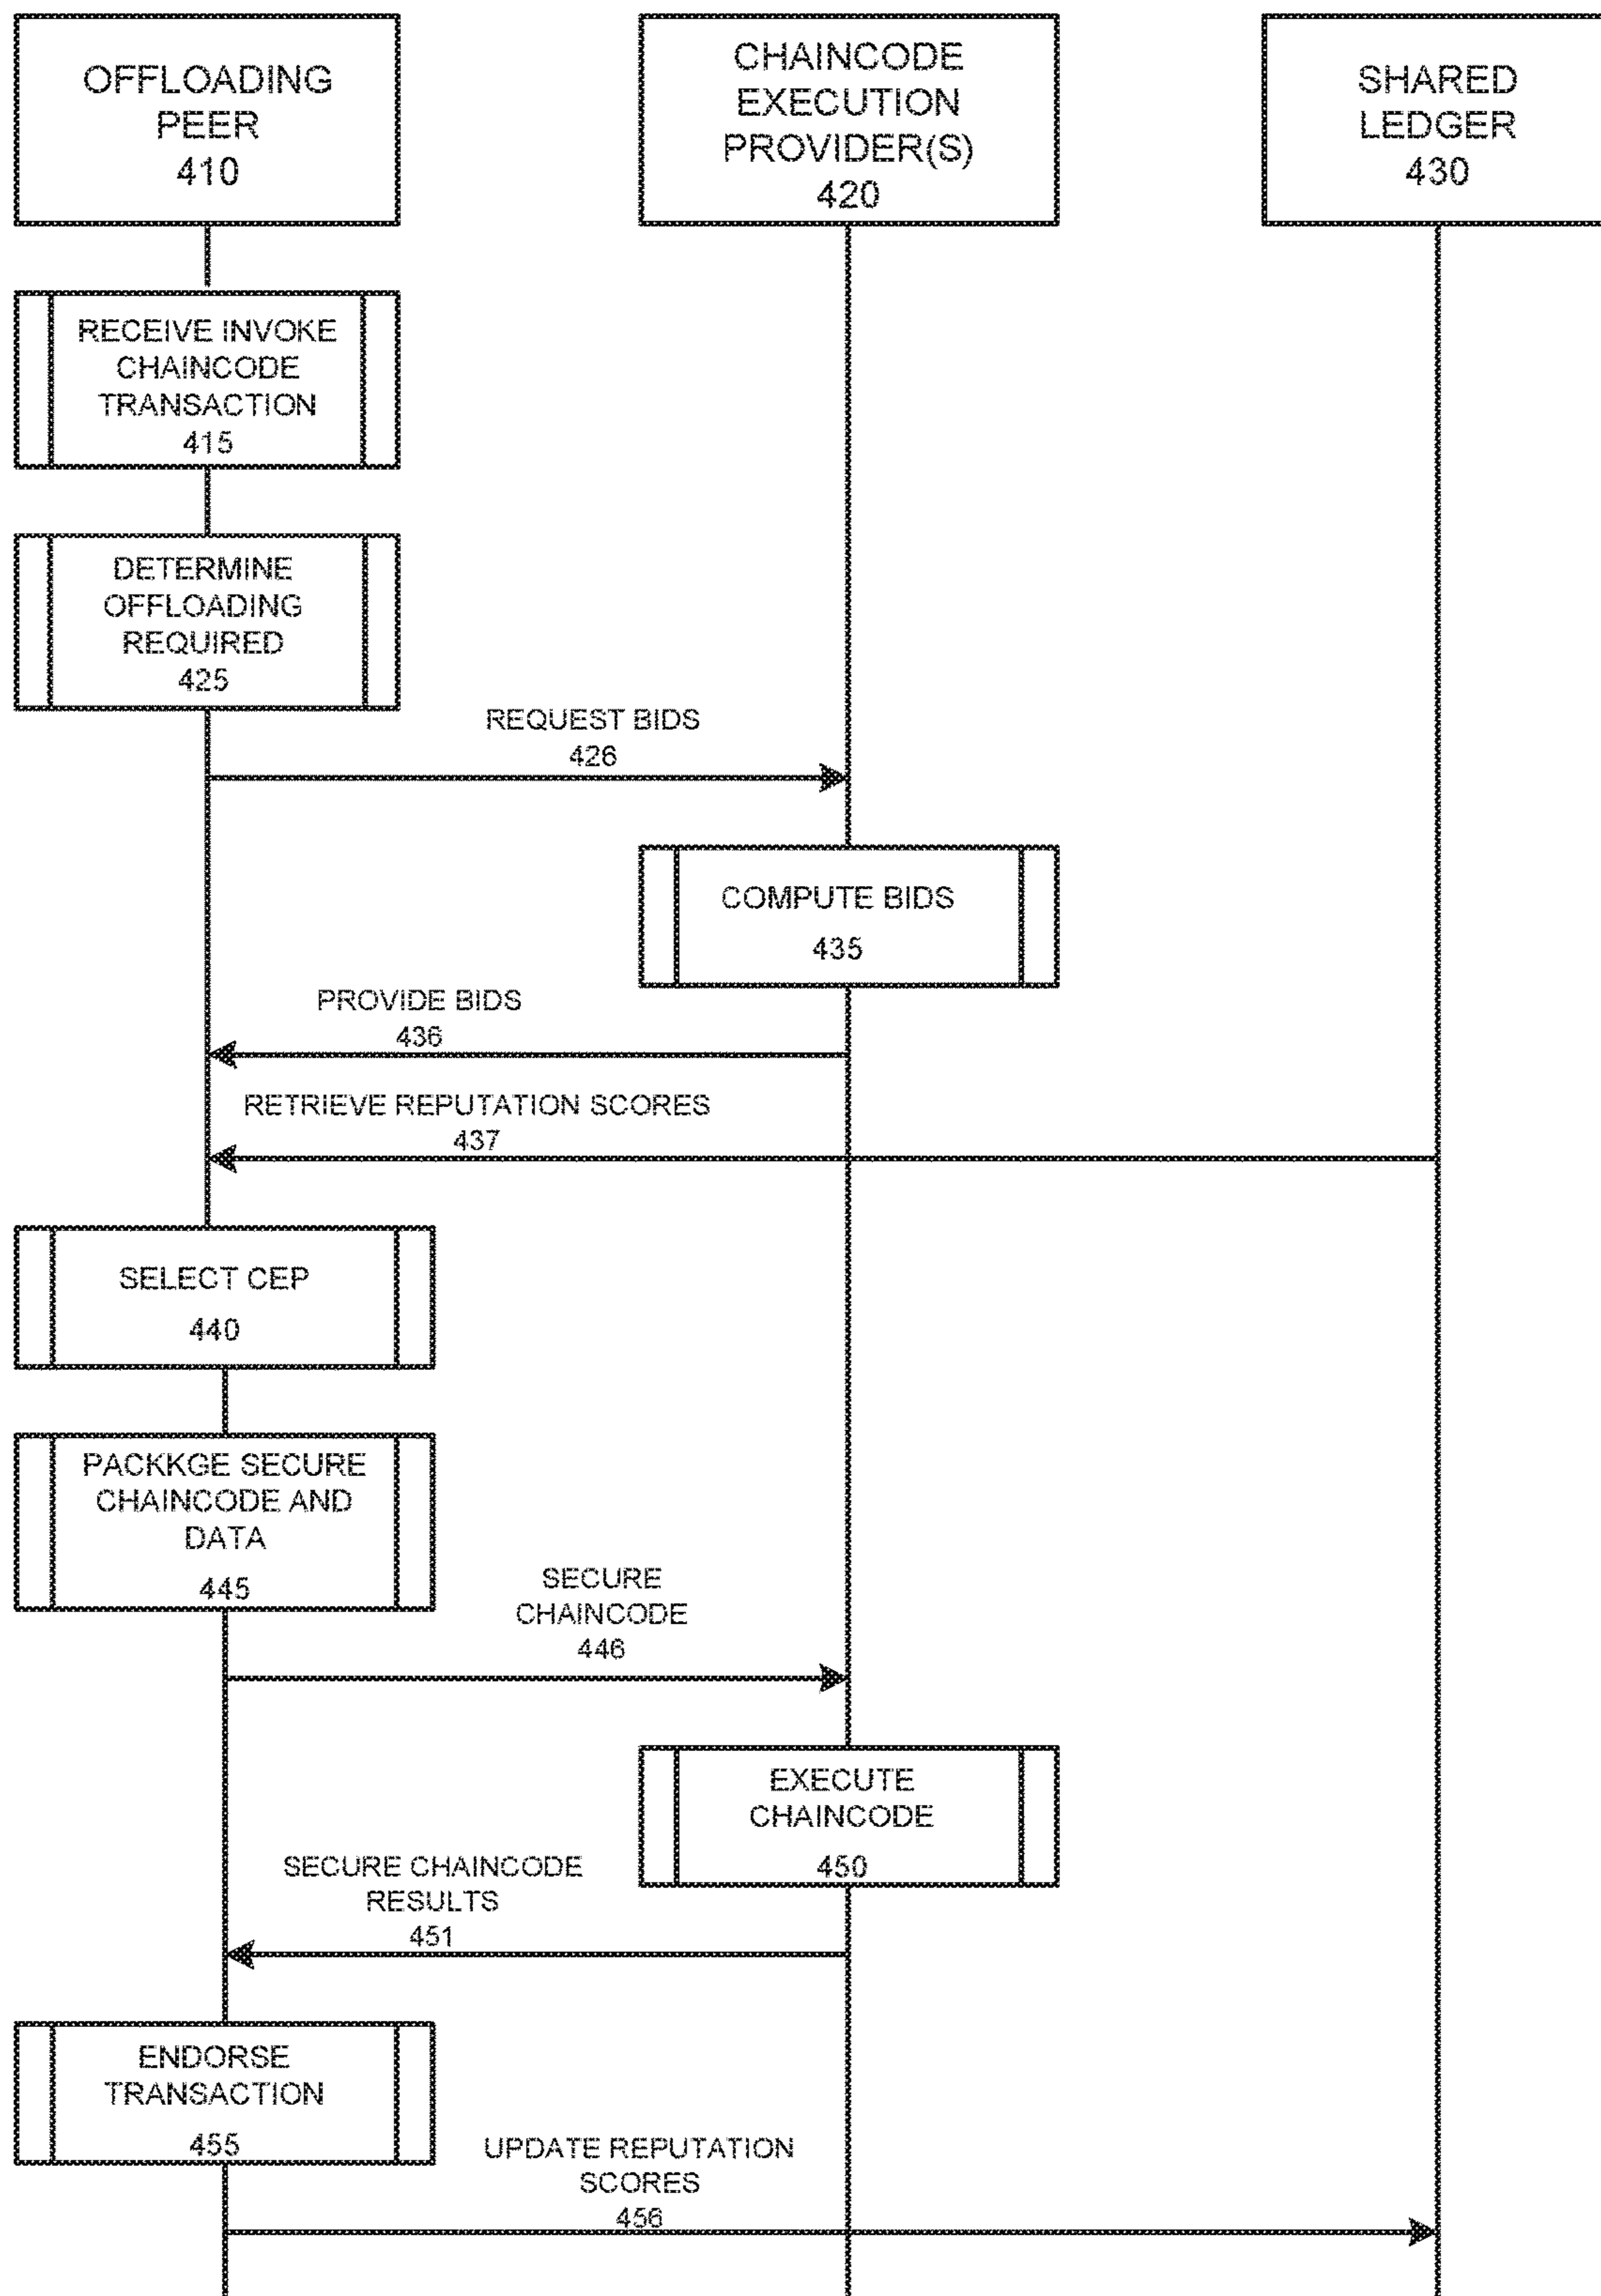 OFFLOADING
PEER
410
CHAINCODE
EXECUTION
PROVIDER(S)
420
SHARED
LEDGER
430
RECEIVE INVOKE
CHAINCODE
TRANSACTION
415
DETERMINE
OFFLOADING
REQUIRED
425
REQUEST BIDS
426
COMPUTE BIDS
435
PROVIDE BIDS
436
RETRIEVE REPUTATION SCORES
437
SELECT CEP
440
PACKKGE SECURE
CHAINCODE AND
DATA
445
SECURE
CHAINCODE
446
EXECUTE
CHAINCODE
450
SECURE CHAINCODE
RESULTS
451
ENDORSE
TRANSACTION
455
UPDATE REPUTATION
SCORES
456